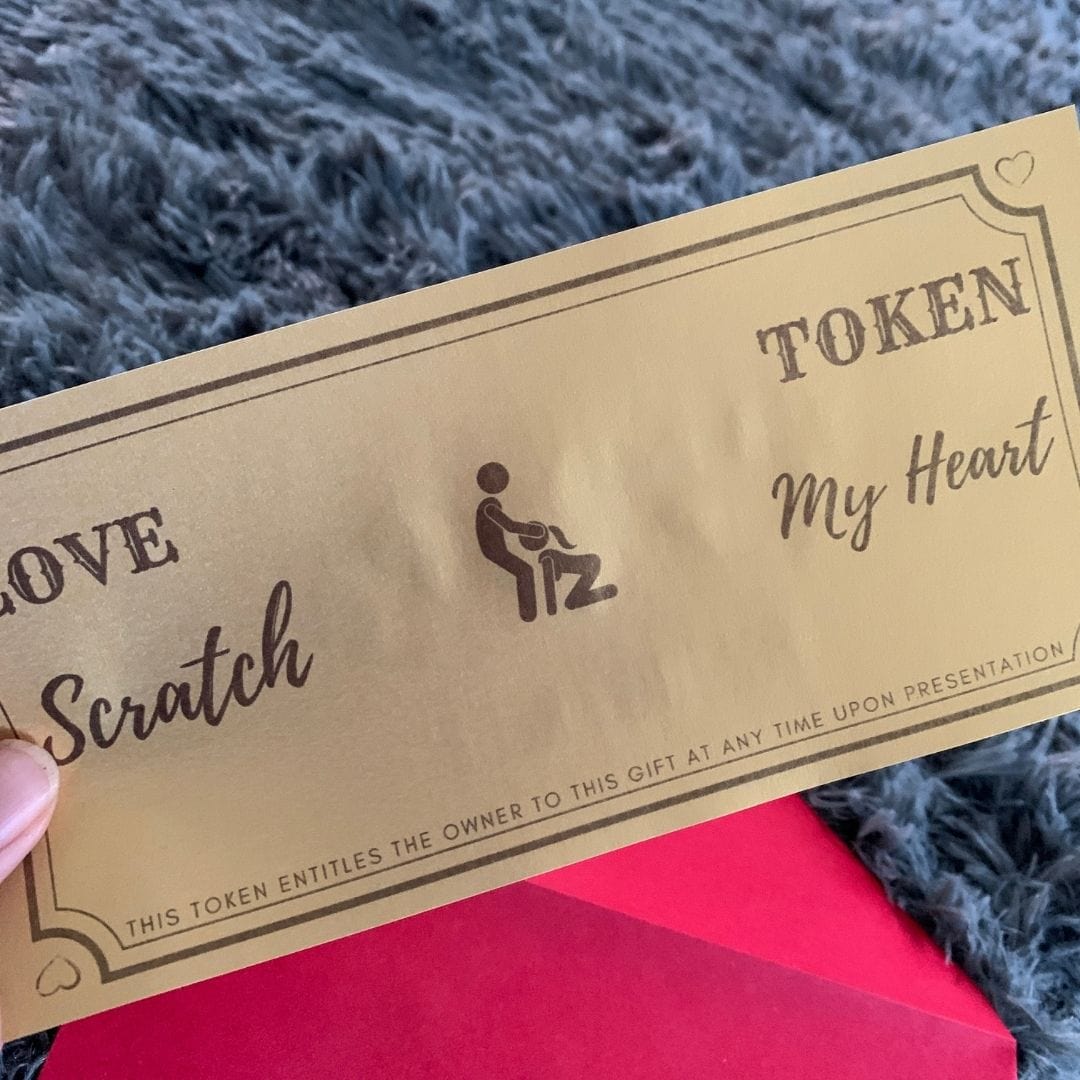 LOVE TOKEN
Scratch My Heart
THIS TOKEN ENTITLES THE OWNER TO THIS GIFT AT ANY TIME UPON PRESENTATION